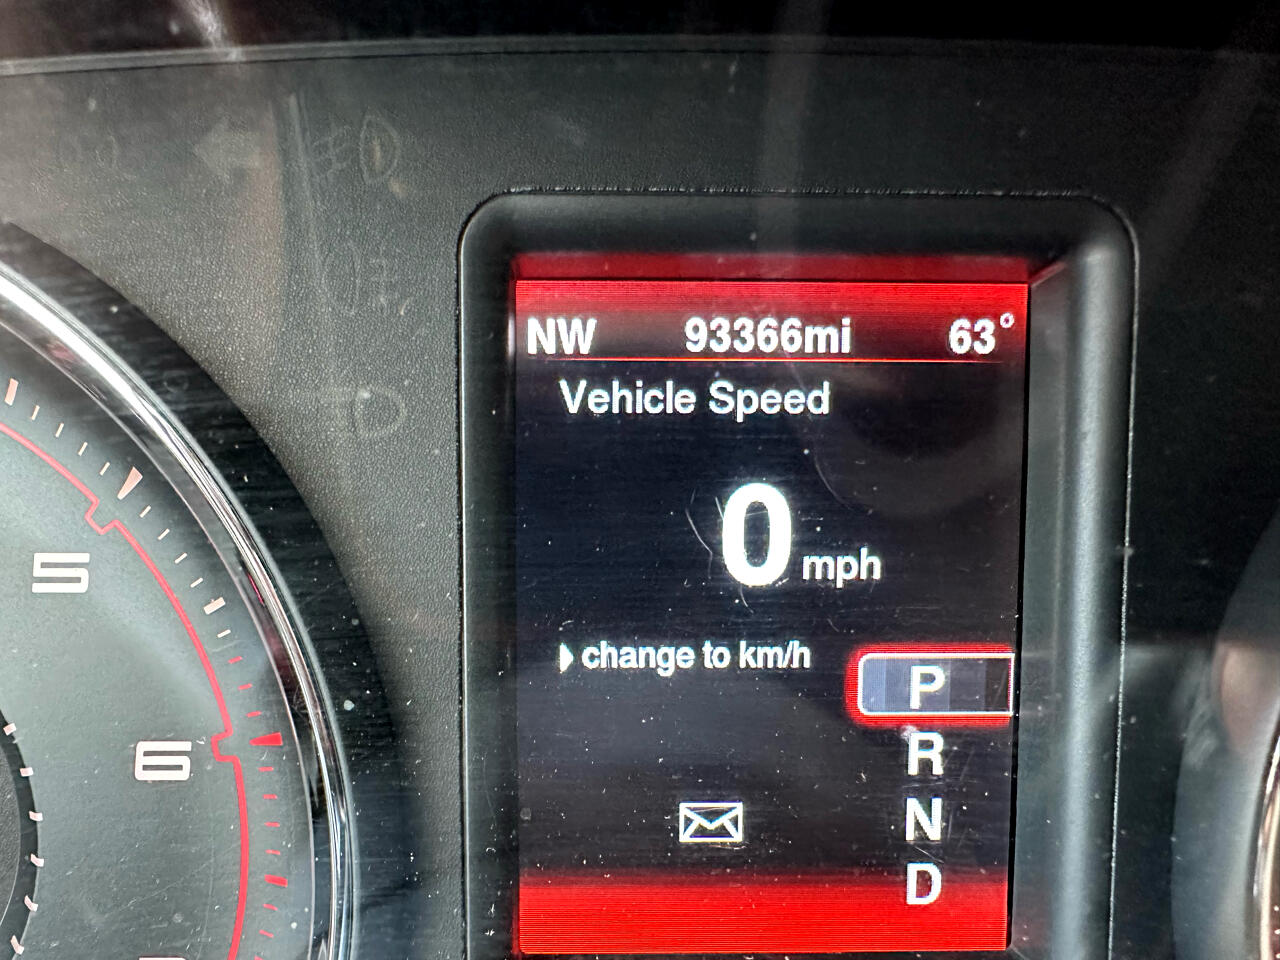 NW 93366mi 63°
Vehicle Speed
0 mph
change to km/h
P
R
N
D
5
6